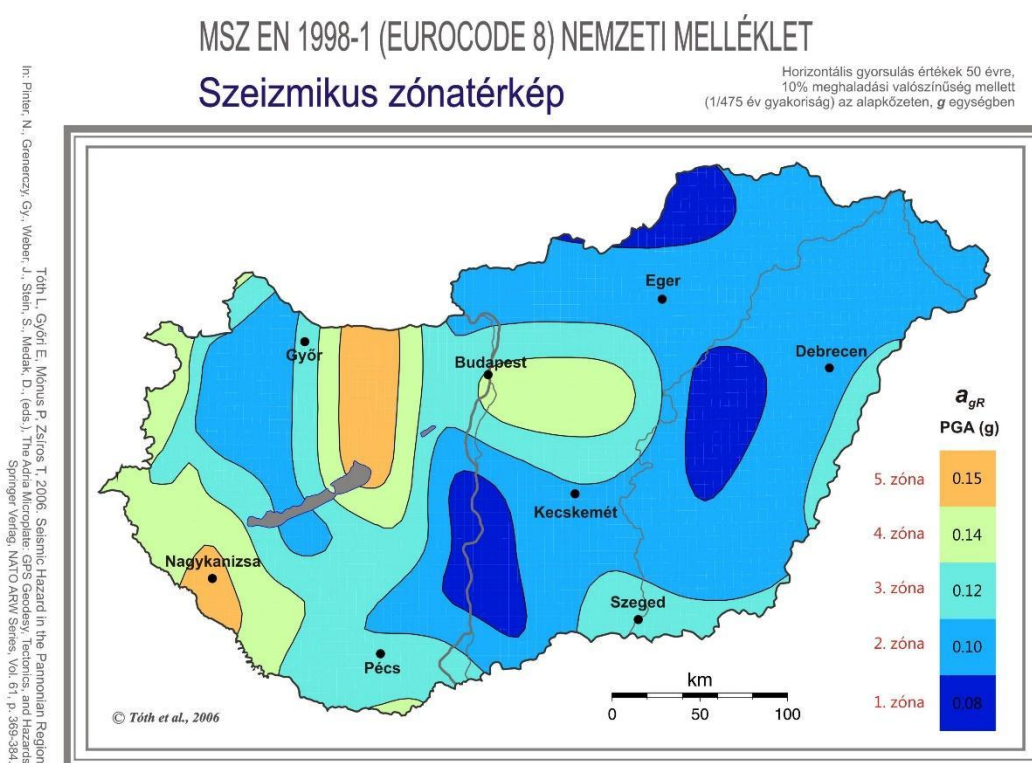 MSZ EN 1998-1 (EUROCODE 8) NEMZETI MELLÉKLET
Szeizmikus zónatérkép
Horizontális gyorsulás értékek 50 évre,
10% meghaladási valószínűség mellett
(1/475 év gyakoriság) az alapkőzeten, g egységben
Tóth L, Győri E, Mónus P, Zsiros T, 2006. Seismic Hazard in the Pannonian Region
In: Pinter, N., Grenerczy, Gy., Weber, J., Stein, S., Medak, D., (eds.), The Adria Microplate: GPS Geodesy, Tectonics, and Hazards
Springer Verlag, NATO ARW Series, Vol. 61, p. 369-384.
Eger
Győr
Budapest
Debrecen
Kecskemét
Nagykanizsa
Szeged
Pécs
agR
PGA (g)
5. zóna 0.15
4. zóna 0.14
3. zóna 0.12
2. zóna 0.10
1. zóna 0.08
km
0 50 100
© Tóth et al., 2006